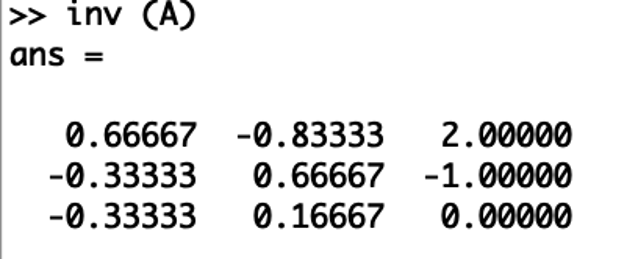 >> inv (A)
ans =
0.66667 -0.83333 2.00000
-0.33333 0.66667 -1.00000
-0.33333 0.16667 0.00000